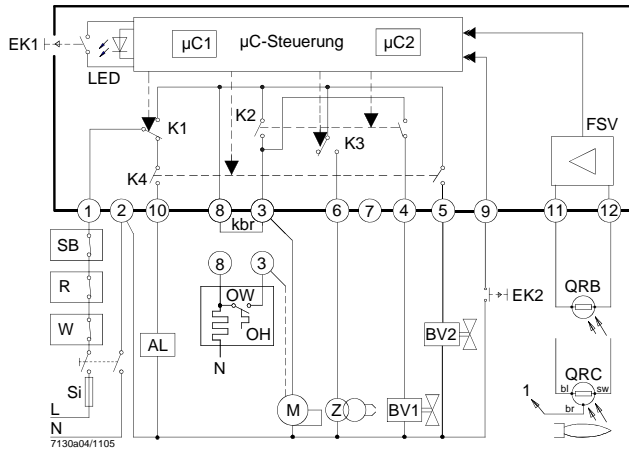 µC1
µC-Steuerung
µC2
EK1
LED
FSV
K1
K2
K3
K4
1
2
10
8
3
6
7
4
5
9
11
12
kbr
SB
R
W
Si
L
N
7130a04/1105
AL
8
3
OW
OH
N
M
Z
BV1
BV2
EK2
QRB
QRC
bl
sw
br
1